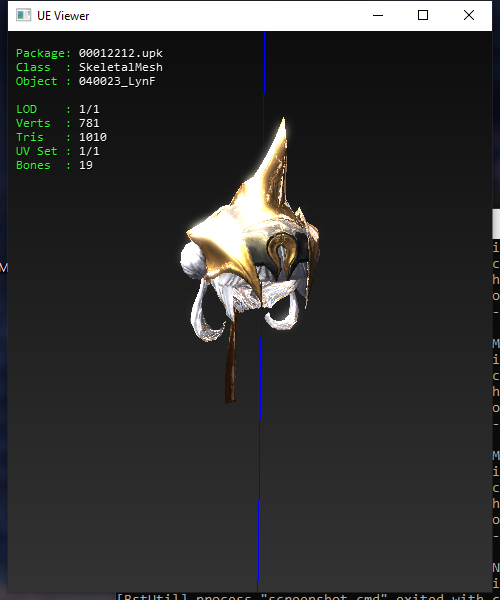 UE Viewer
Package: 00012212.upk
Class : SkeletalMesh
Object : 040023_LynF
LOD : 1/1
Verts : 781
Tris : 1010
UV Set : 1/1
Bones : 19
M
i
c
h
o
-
M
i
c
h
o
-
M
i
c
h
o
-
N
i
[BstUtil] process "screenshot.cmd" exited with c